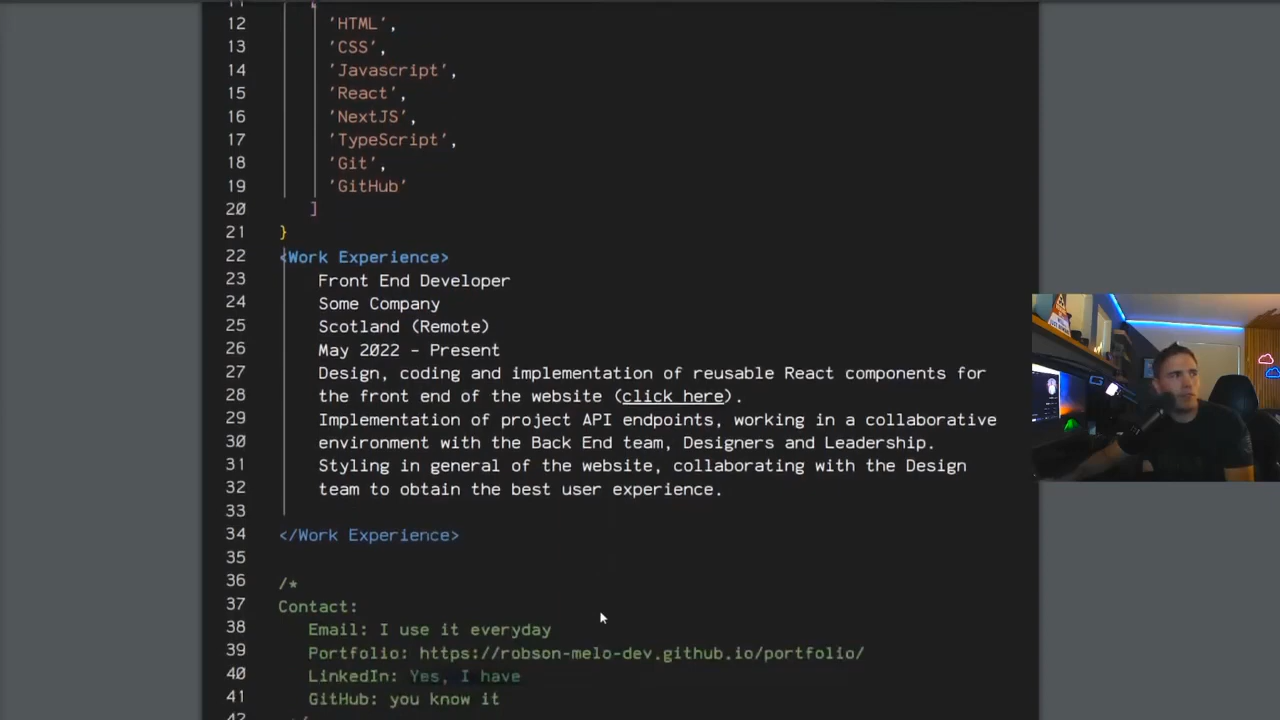 12 'HTML',
13 'CSS',
14 'Javascript',
15 'React',
16 'NextJS',
17 'TypeScript',
18 'Git',
19 'GitHub'
20 ]
21 }
22 <Work Experience>
23 Front End Developer
24 Some Company
25 Scotland (Remote)
26 May 2022 - Present
27 Design, coding and implementation of reusable React components for
28 the front end of the website (click here).
29 Implementation of project API endpoints, working in a collaborative
30 environment with the Back End team, Designers and Leadership.
31 Styling in general of the website, collaborating with the Design
32 team to obtain the best user experience.
33
34 </Work Experience>
35
36 /*
37 Contact:
38 Email: I use it everyday
39 Portfolio: https://robson-melo-dev.github.io/portfolio/
40 LinkedIn: Yes, I have
41 GitHub: you know it